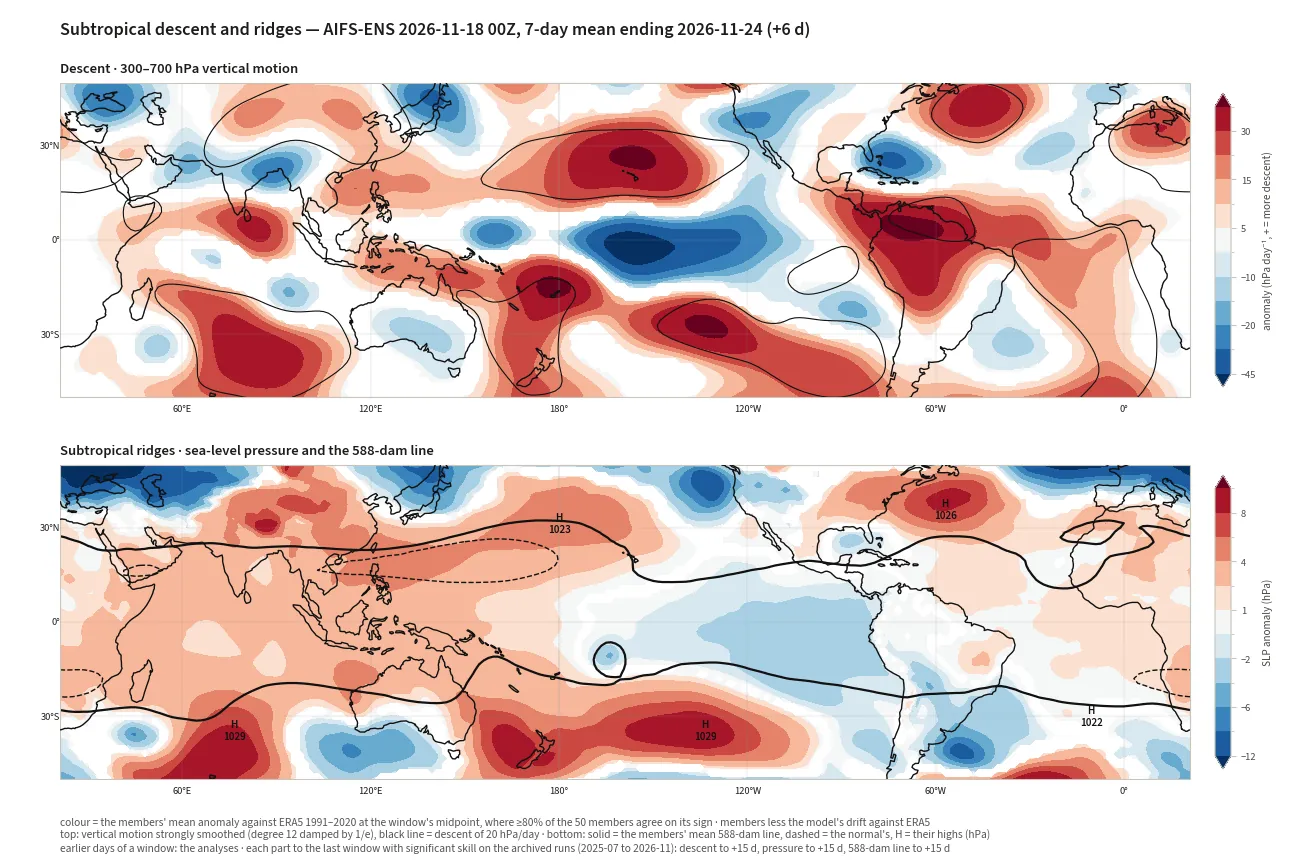 Subtropical descent and ridges — AIFS-ENS 2026-11-18 00Z, 7-day mean ending 2026-11-24 (+6 d)
Descent · 300–700 hPa vertical motion
30°N
0°
30°S
60°E
120°E
180°
120°W
60°W
0°
30
15
5
−10
−20
−45
anomaly (hPa day⁻¹, + = more descent)
Subtropical ridges · sea-level pressure and the 588-dam line
30°N
0°
30°S
H
1023
H
1026
H
1029
H
1029
H
1022
60°E
120°E
180°
120°W
60°W
0°
8
4
1
−2
−6
−12
SLP anomaly (hPa)
colour = the members' mean anomaly against ERA5 1991–2020 at the window's midpoint, where ≥80% of the 50 members agree on its sign · members less the model's drift against ERA5
top: vertical motion strongly smoothed (degree 12 damped by 1/e), black line = descent of 20 hPa/day · bottom: solid = the members' mean 588-dam line, dashed = the normal's, H = their highs (hPa)
earlier days of a window: the analyses · each part to the last window with significant skill on the archived runs (2025-07 to 2026-11): descent to +15 d, pressure to +15 d, 588-dam line to +15 d